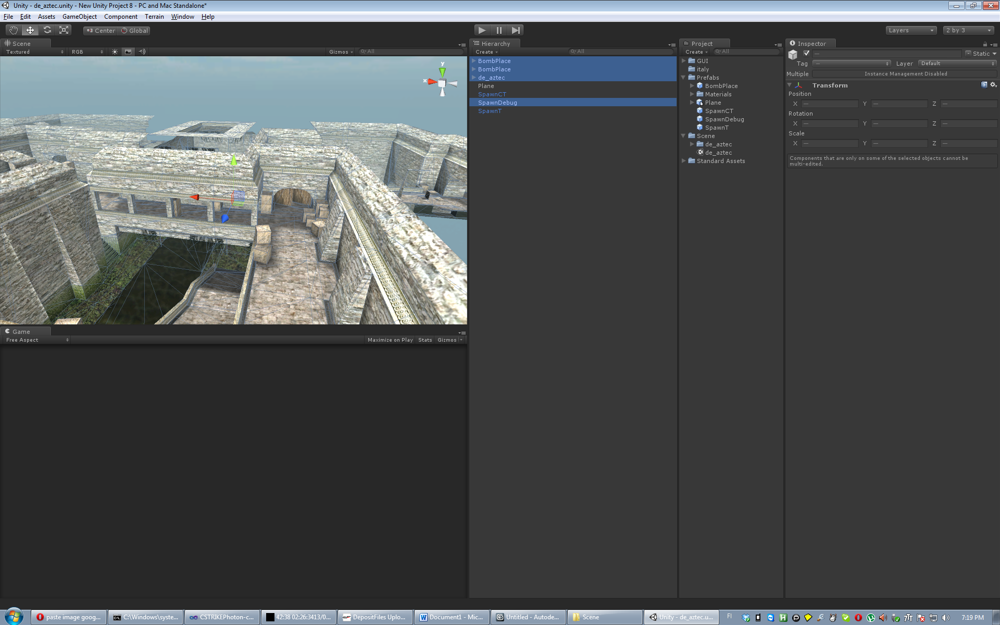 Unity - de_aztec.unity - New Unity Project 8 - PC and Mac Standalone*
File Edit Assets GameObject Component Terrain Window Help
Center Global
Layers
2 by 3
Scene
Textured RGB Gizmos All
y
x
Game
Free Aspect Maximize on Play Stats Gizmos
Hierarchy
Create All
BombPlace
BombPlace
de_aztec
Plane
SpawnCT
SpawnDebug
SpawnT
Project
Create All
GUI
italy
Prefabs
BombPlace
Materials
Plane
SpawnCT
SpawnDebug
SpawnT
Scene
de_aztec
de_aztec
Standard Assets
Inspector
— Static
Tag — Layer Default
Multiple Instance Management Disabled
Transform
Position
X — Y — Z —
Rotation
X — Y — Z —
Scale
X — Y — Z —
Components that are only on some of the selected objects cannot be
multi-edited.
paste image goog... C:\Windows\syste... CSTRIKEPhoton-c... 42:38 02:26:3413/0... DepositFiles Uplo... Document1 - Mic... Untitled - Autode... Scene Unity - de_aztec.u... FI 7:19 PM